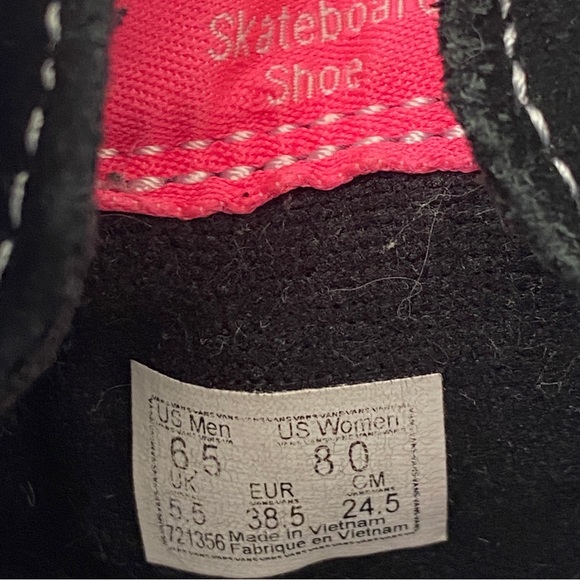 Skateboard
Shoe
US Men US Women
6.5 8.0
UK EUR CM
5.5 38.5 24.5
721356 Made in Vietnam
Fabrique en Vietnam